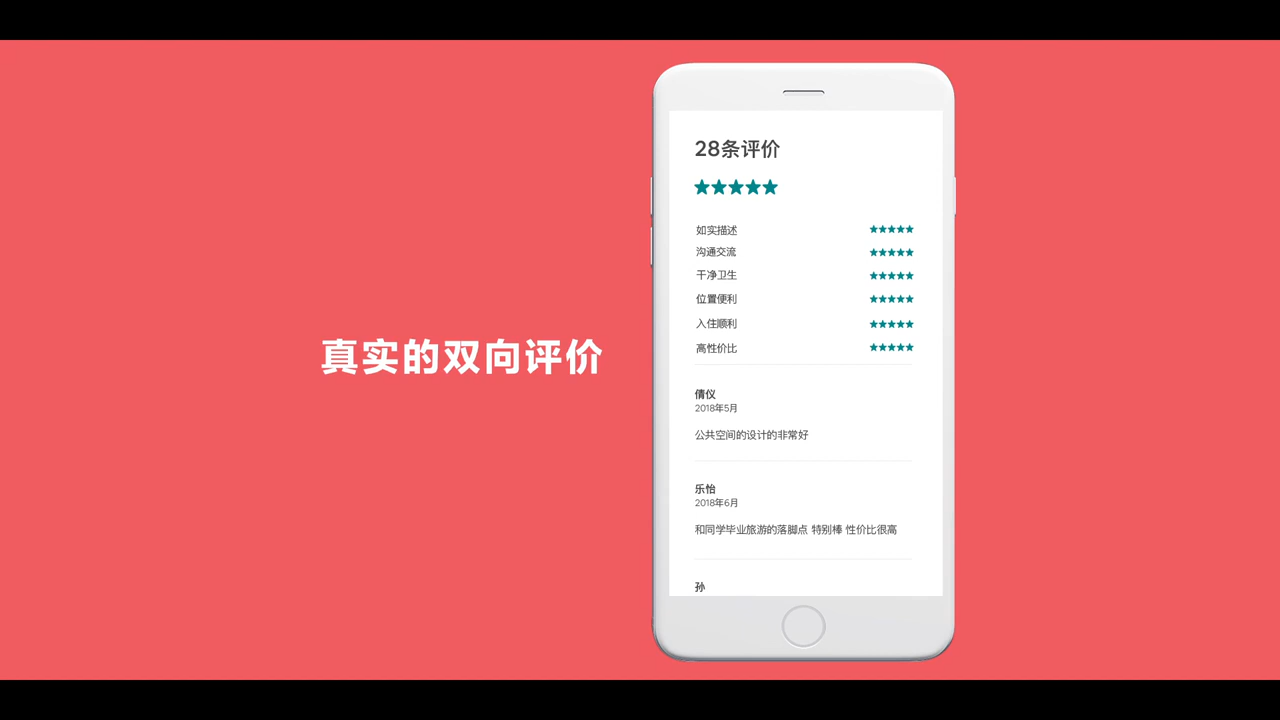 真实的双向评价
28条评价
如实描述
沟通交流
干净卫生
位置便利
入住顺利
高性价比
倩仪
2018年5月
公共空间的设计的非常好
乐怡
2018年6月
和同学毕业旅游的落脚点 特别棒 性价比很高
孙